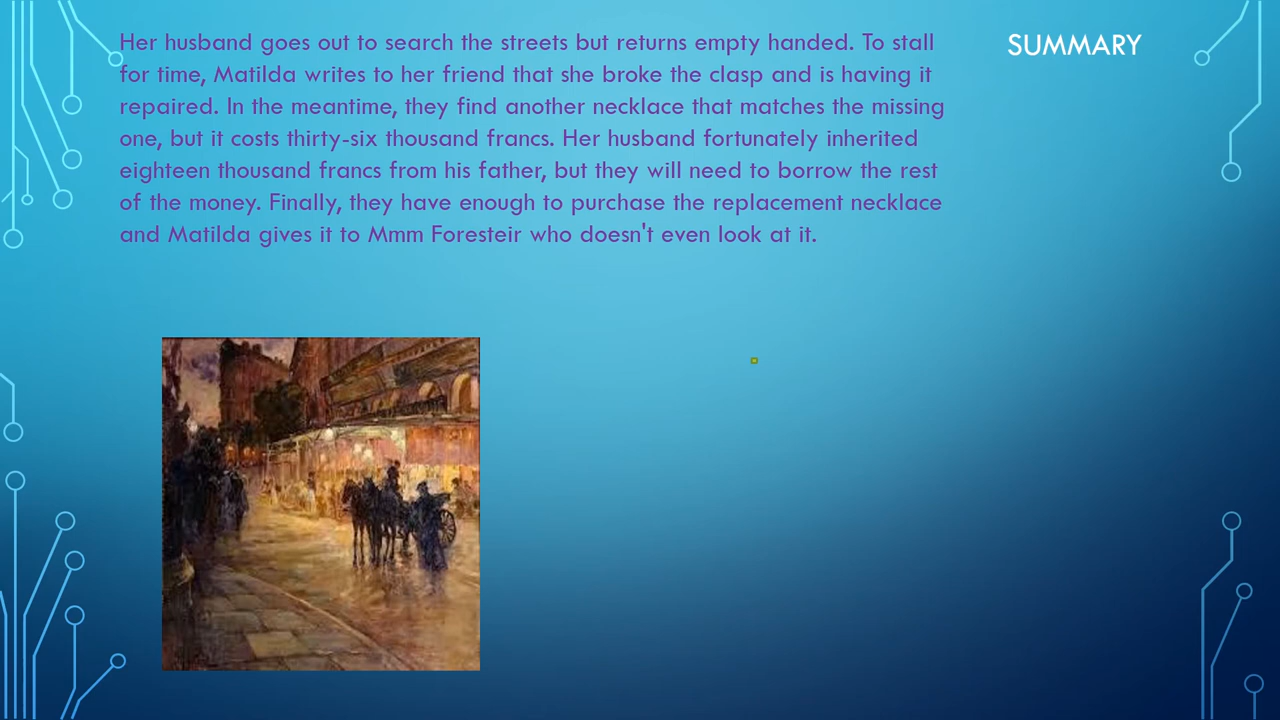 Her husband goes out to search the streets but returns empty handed. To stall
for time, Matilda writes to her friend that she broke the clasp and is having it
repaired. In the meantime, they find another necklace that matches the missing
one, but it costs thirty-six thousand francs. Her husband fortunately inherited
eighteen thousand francs from his father, but they will need to borrow the rest
of the money. Finally, they have enough to purchase the replacement necklace
and Matilda gives it to Mmm Foresteir who doesn't even look at it.
SUMMARY